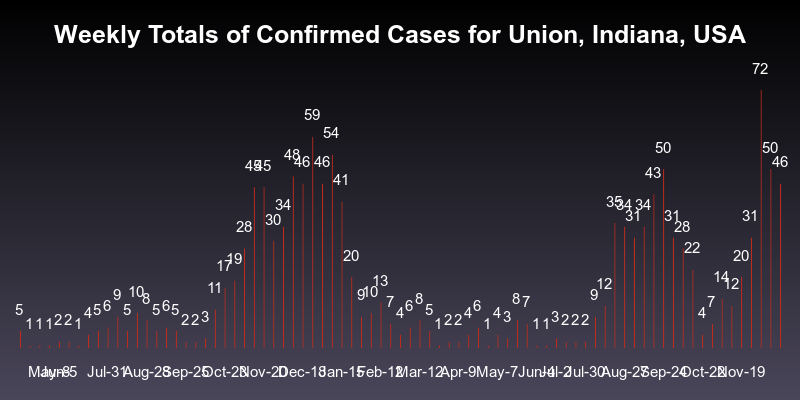 Weekly Totals of Confirmed Cases for Union, Indiana, USA
5 1 1 1 2 2 1 4 5 6 9 5 10 8 5 6 5 2 2 3 11 17 19 28 45 45 30 34 48 46 59 46 54 41 20 9 10 13 7 4 6 8 5 1 2 2 4 6 1 4 3 8 7 1 1 3 2 2 2 9 12 35 34 31 34 43 50 31 28 22 4 7 14 12 20 31 72 50 46
Jun-5 Jul-31 Aug-28 Sep-25 Oct-23 Nov-20 Dec-18 Jan-15 Feb-12 Mar-12 Apr-9 May-7 Jun-4 Jul-2 Jul-30 Aug-27 Sep-24 Oct-22 Nov-19